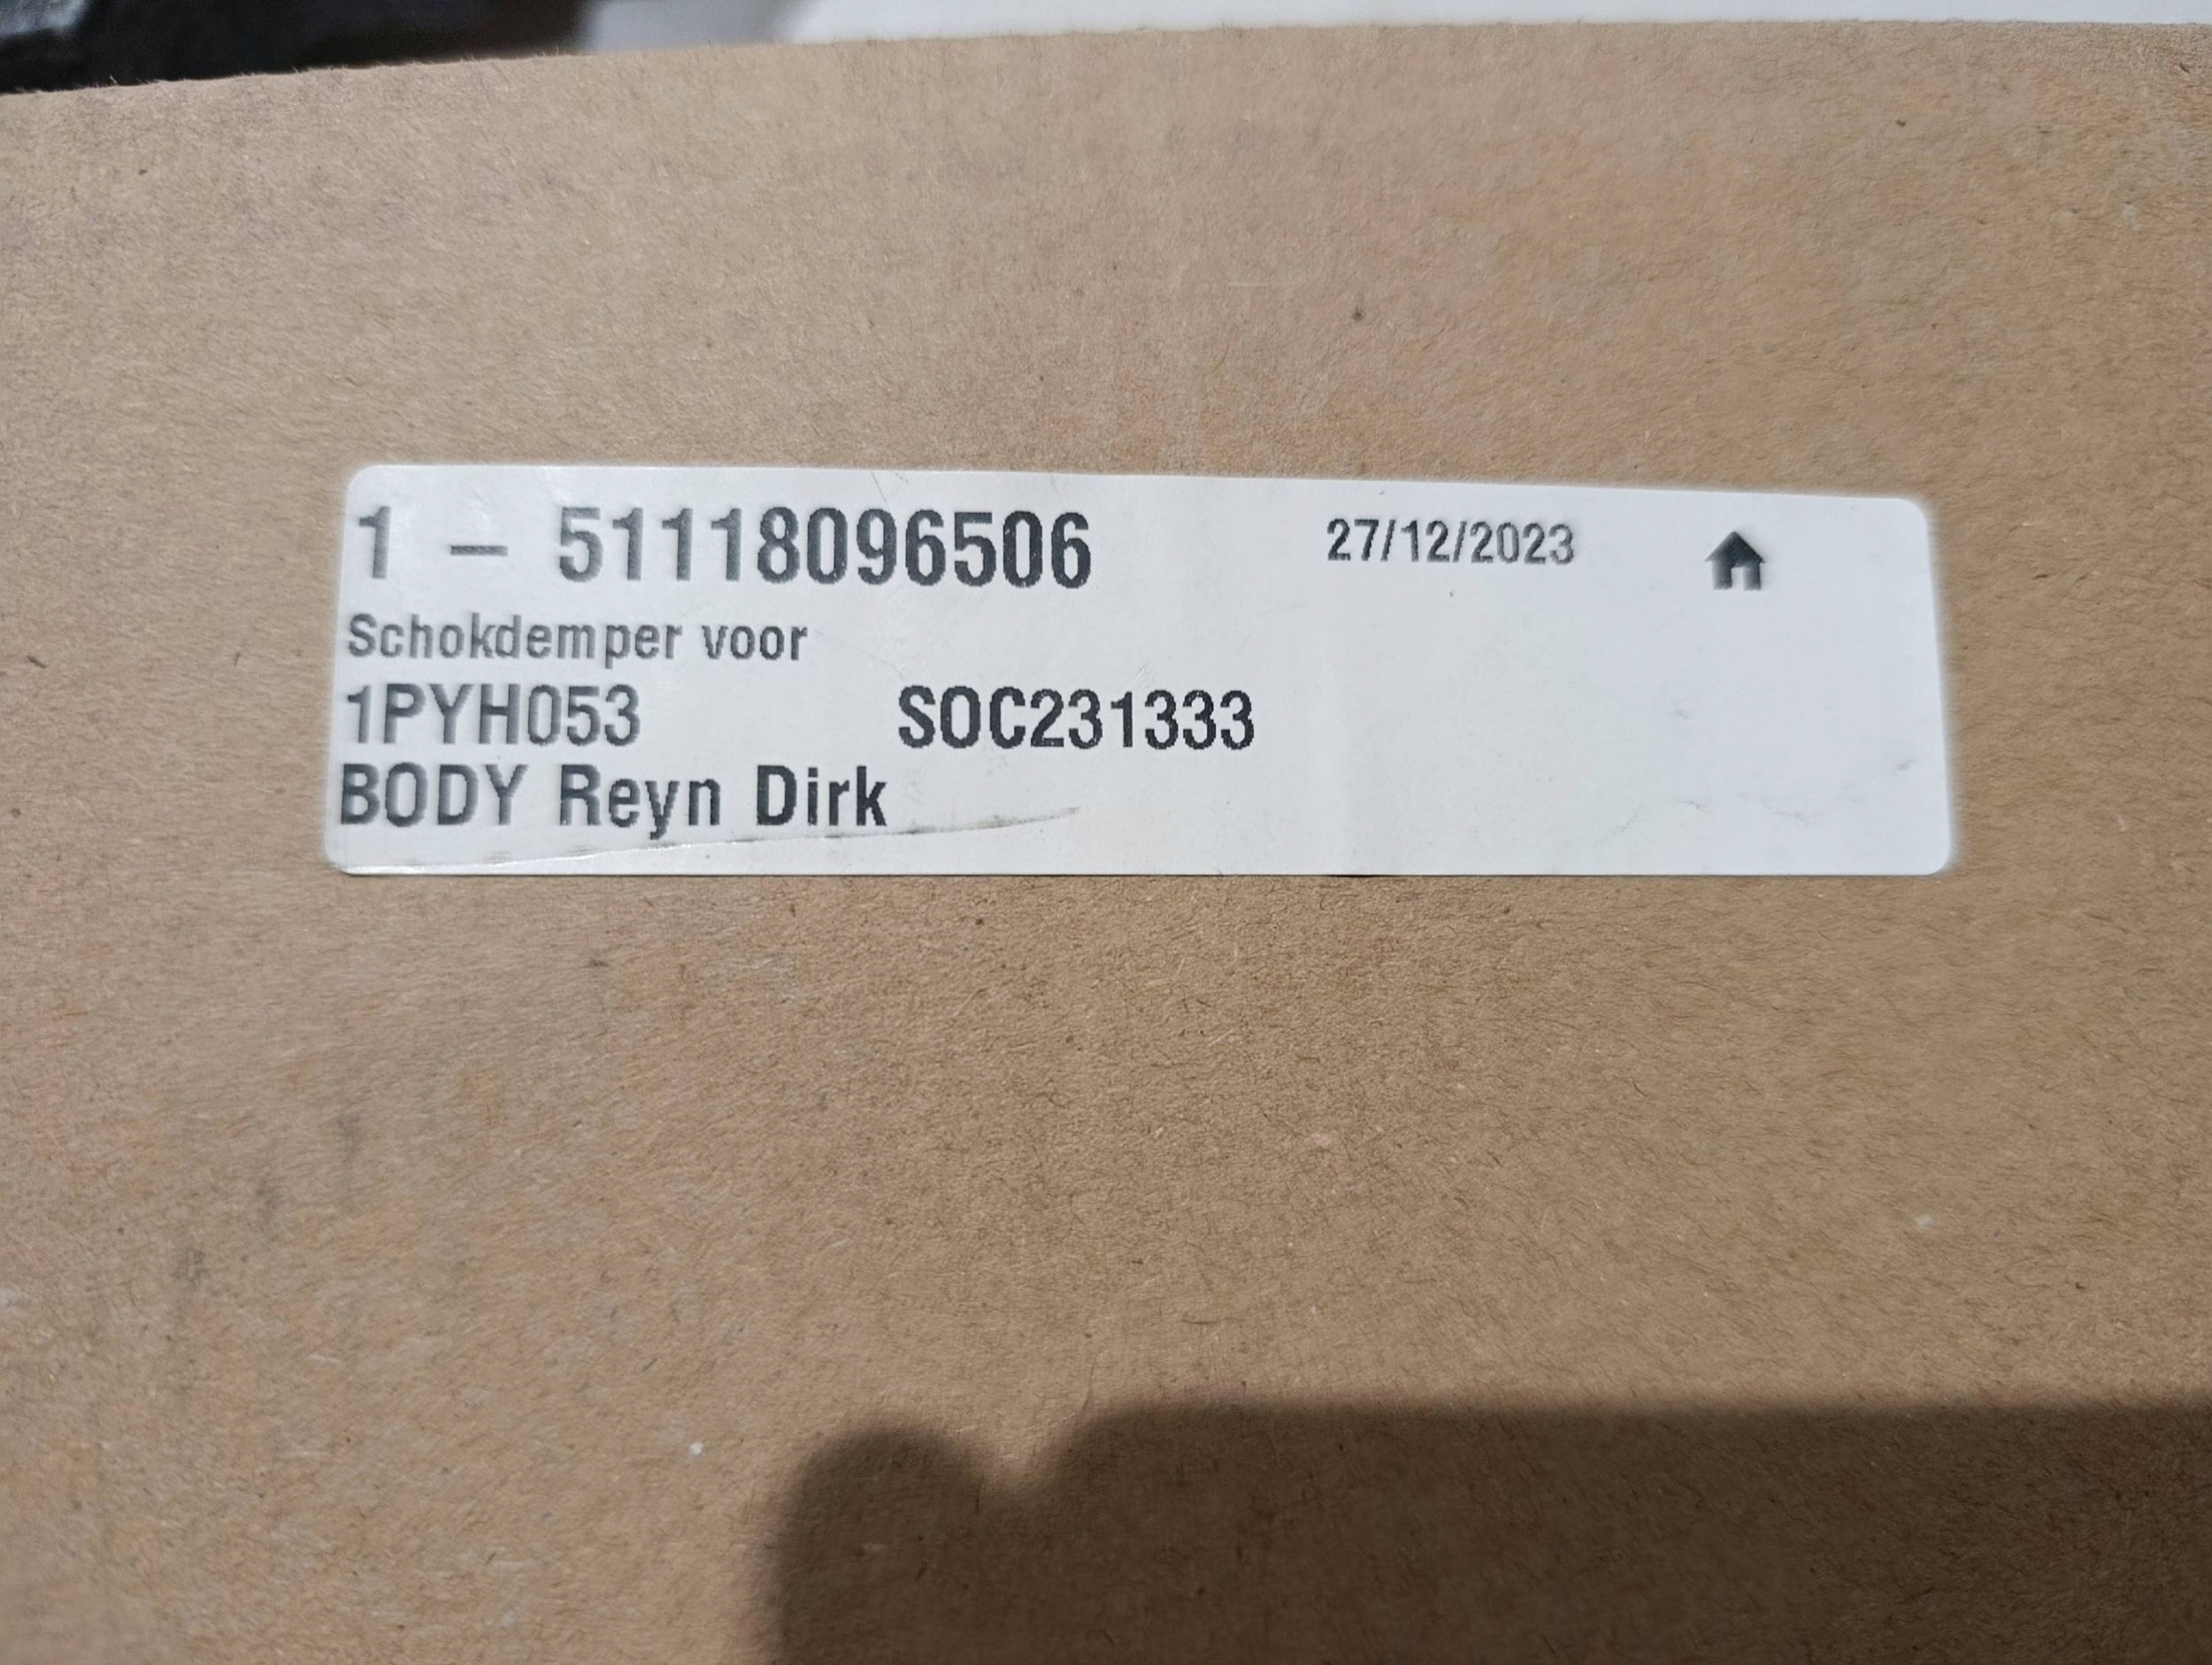 1 – 51118096506 27/12/2023
Schokdemper voor
1PYH053 SOC231333
BODY Reyn Dirk